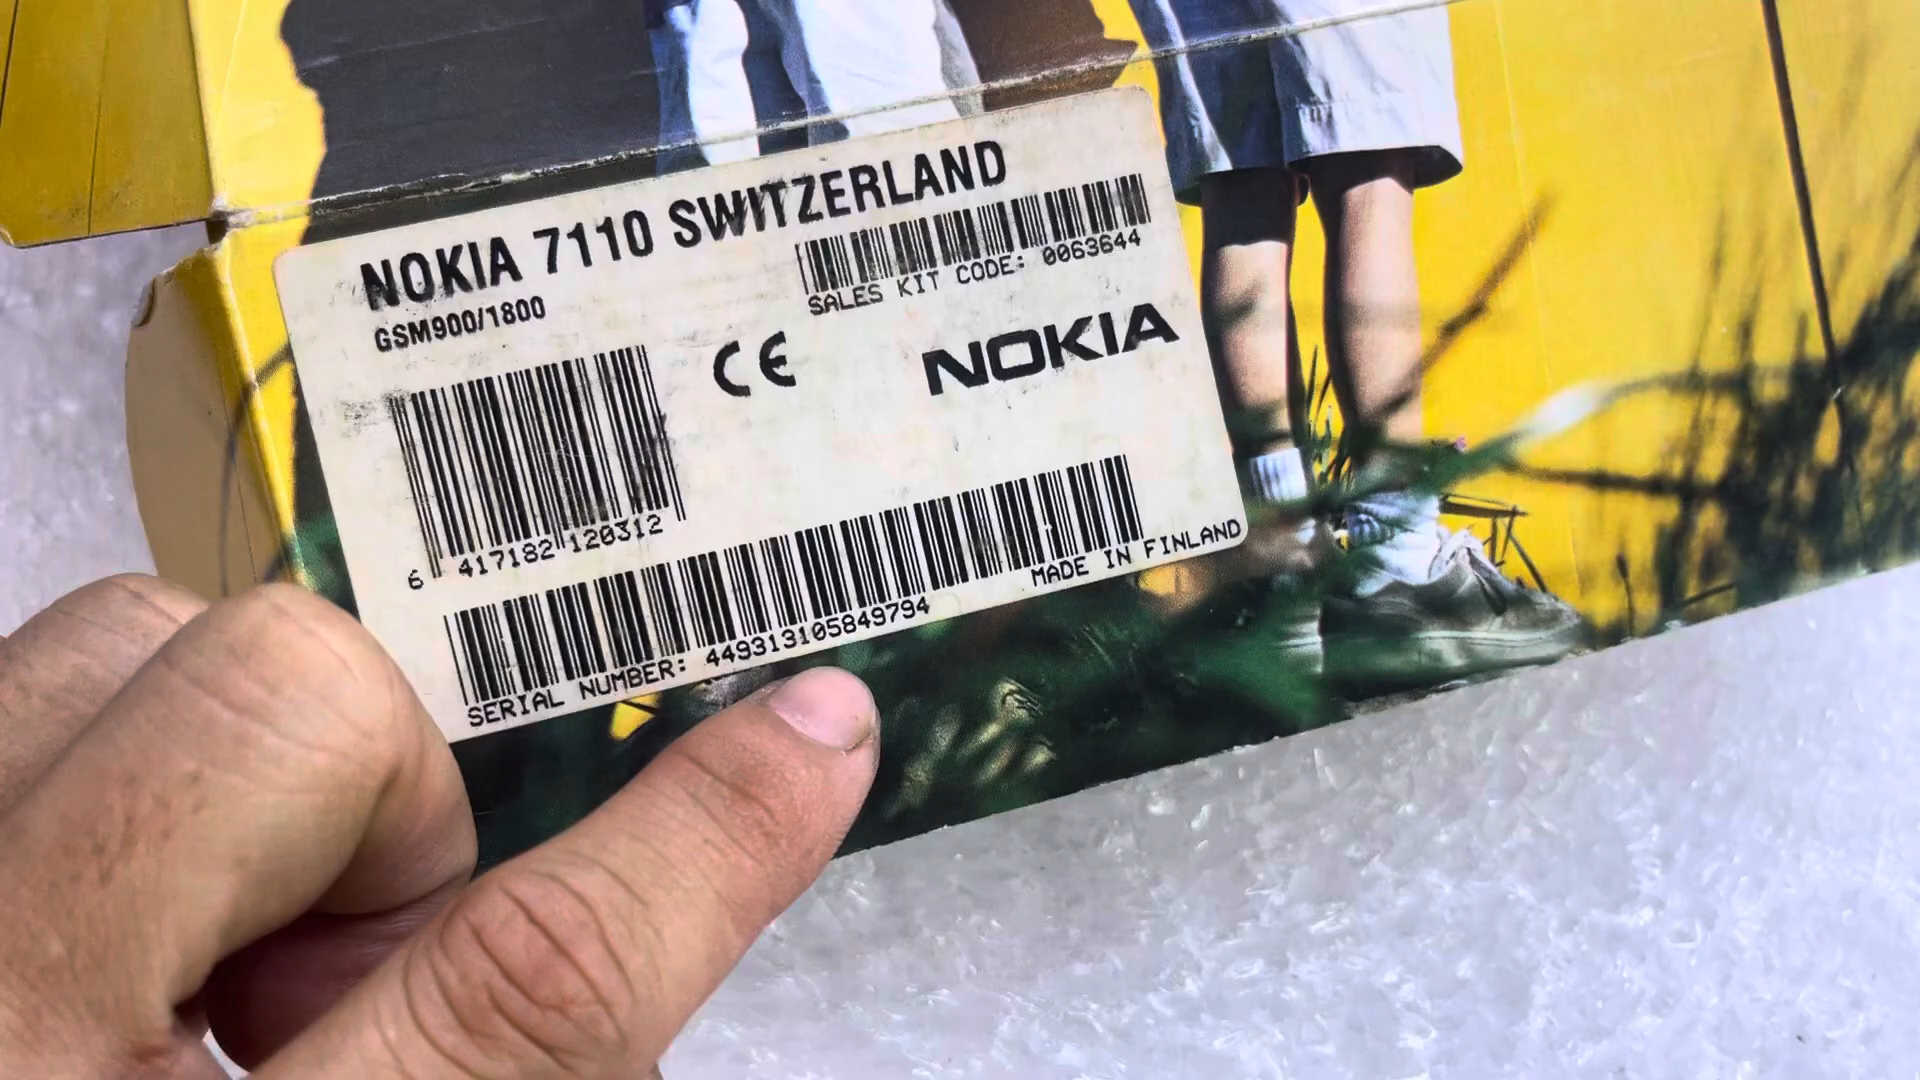 NOKIA 7110 SWITZERLAND
GSM900/1800
SALES KIT CODE: 0063644
CE
NOKIA
6 417182 120312
MADE IN FINLAND
SERIAL NUMBER: 449313105849794